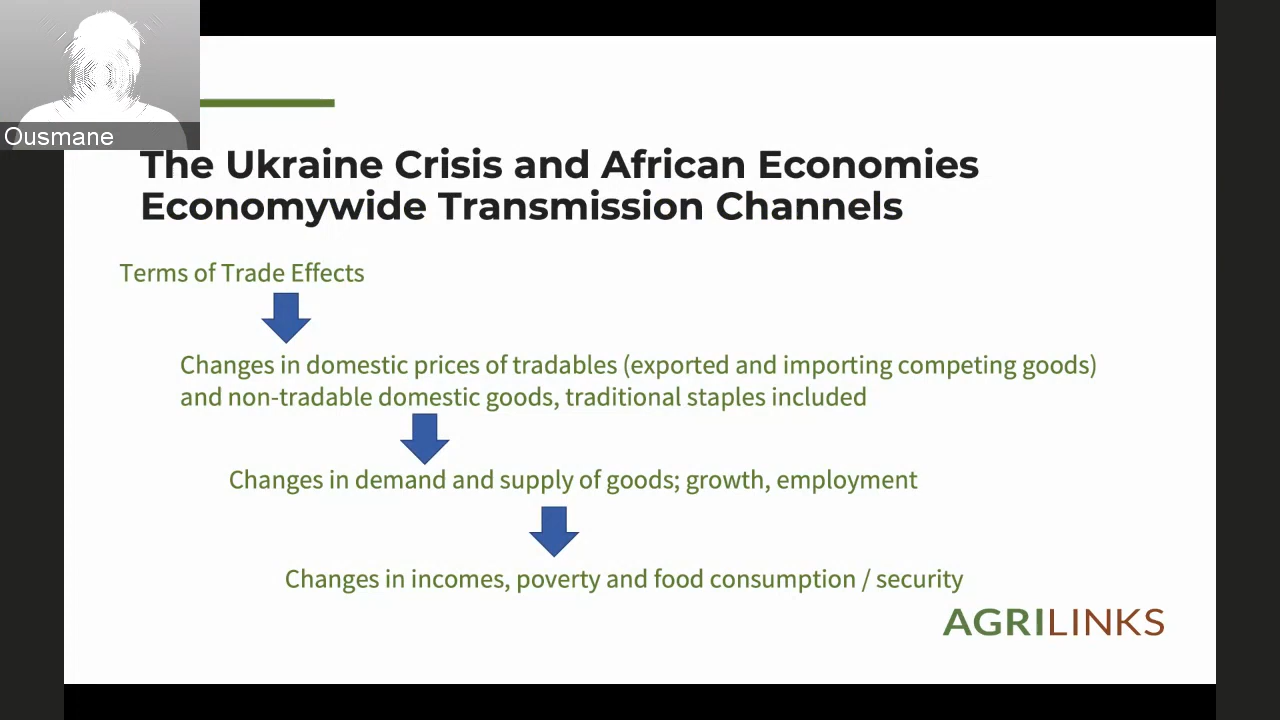 Ousmane
The Ukraine Crisis and African Economies
Economywide Transmission Channels
Terms of Trade Effects
Changes in domestic prices of tradables (exported and importing competing goods)
and non-tradable domestic goods, traditional staples included
Changes in demand and supply of goods; growth, employment
Changes in incomes, poverty and food consumption / security
AGRILINKS